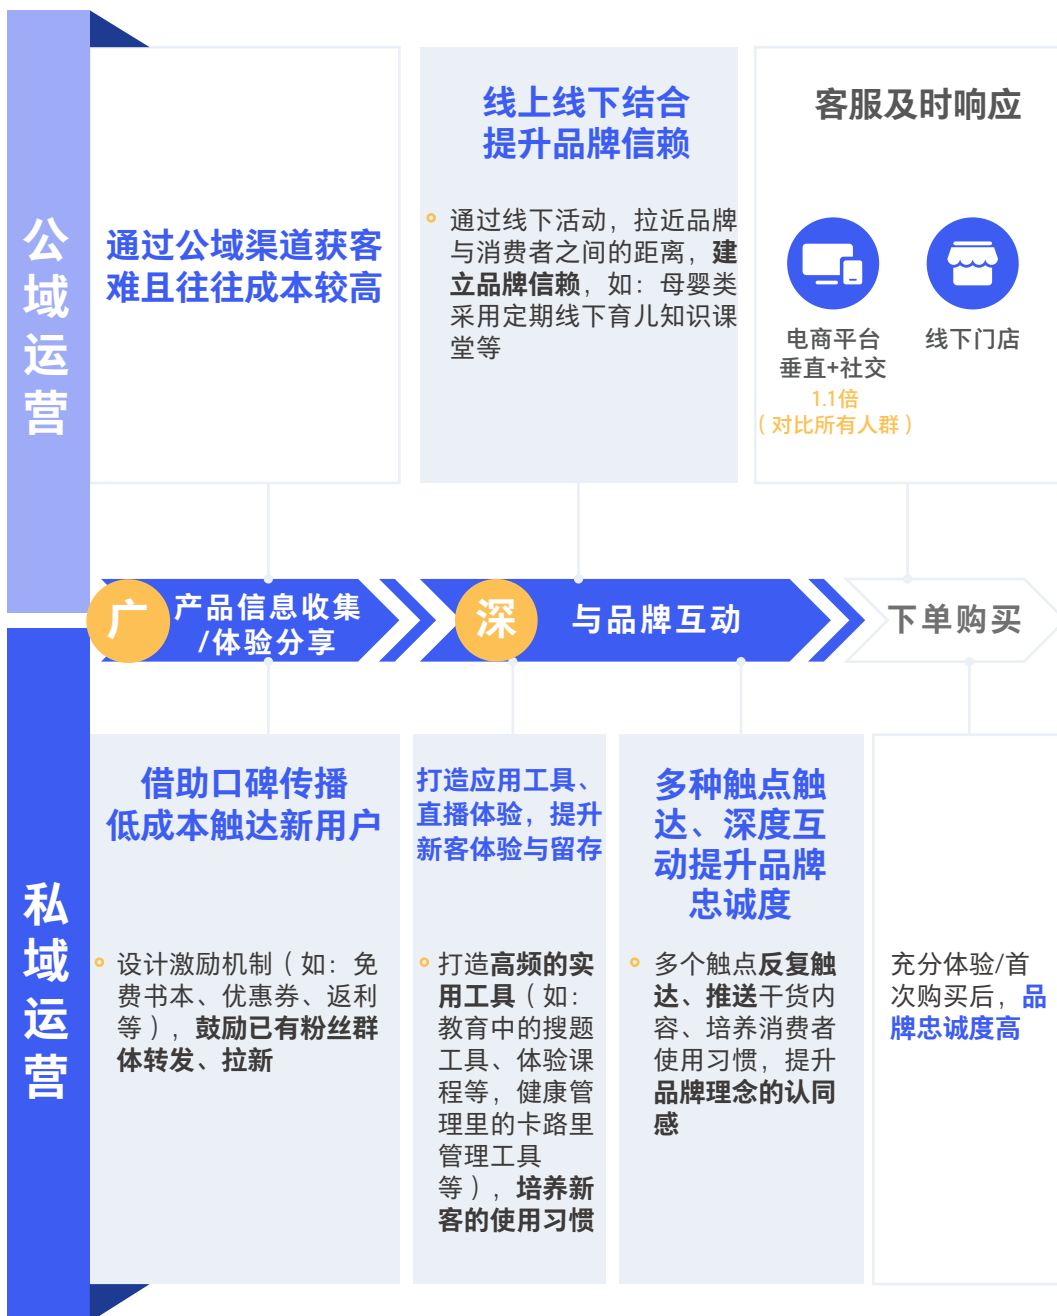 公
域
运
营
通过公域渠道获客
难且往往成本较高
线上线下结合
提升品牌信赖
通过线下活动，拉近品牌
与消费者之间的距离，建
立品牌信赖，如：母婴类
采用定期线下育儿知识课
堂等
客服及时响应
电商平台
垂直+社交
1.1倍
（对比所有人群）
线下门店
广
产品信息收集
/体验分享
深
与品牌互动
下单购买
私
域
运
营
借助口碑传播
低成本触达新用户
设计激励机制（如：免
费书本、优惠券、返利
等），鼓励已有粉丝群
体转发、拉新
打造应用工具、
直播体验，提升
新客体验与留存
打造高频的实
用工具（如：
教育中的搜题
工具、体验课
程等，健康管
理里的卡路里
管理工具
等），培养新
客的使用习惯
多种触点触
达、深度互
动提升品牌
忠诚度
多个触点反复触
达、推送干货内
容、培养消费者
使用习惯，提升
品牌理念的认同
感
充分体验/首
次购买后，品
牌忠诚度高